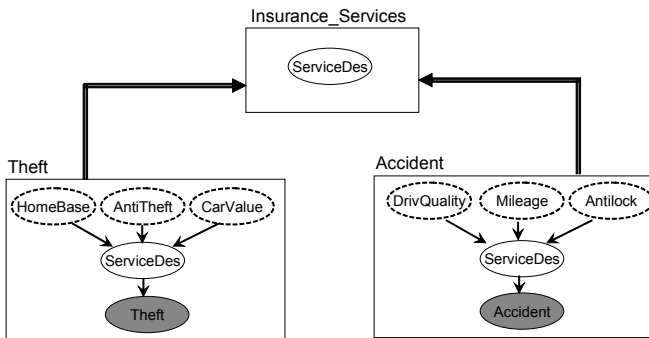 Insurance_Services
ServiceDes
Theft
HomeBase AntiTheft CarValue
ServiceDes
Theft
Accident
DrivQuality Mileage Antilock
ServiceDes
Accident